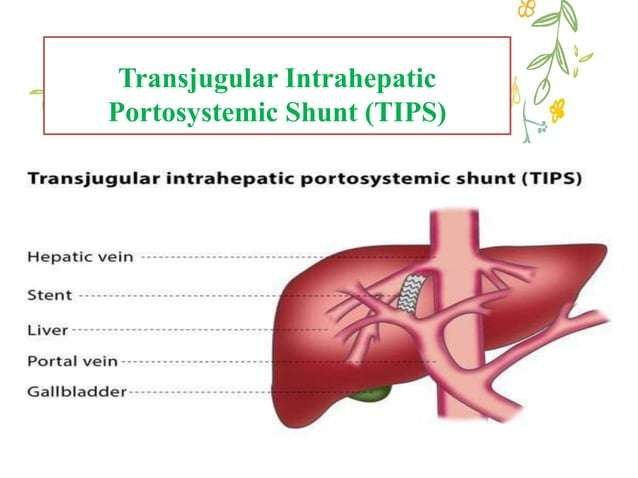 Transjugular Intrahepatic
Portosystemic Shunt (TIPS)
Transjugular intrahepatic portosystemic shunt (TIPS)
Hepatic vein
Stent
Liver
Portal vein
Gallbladder